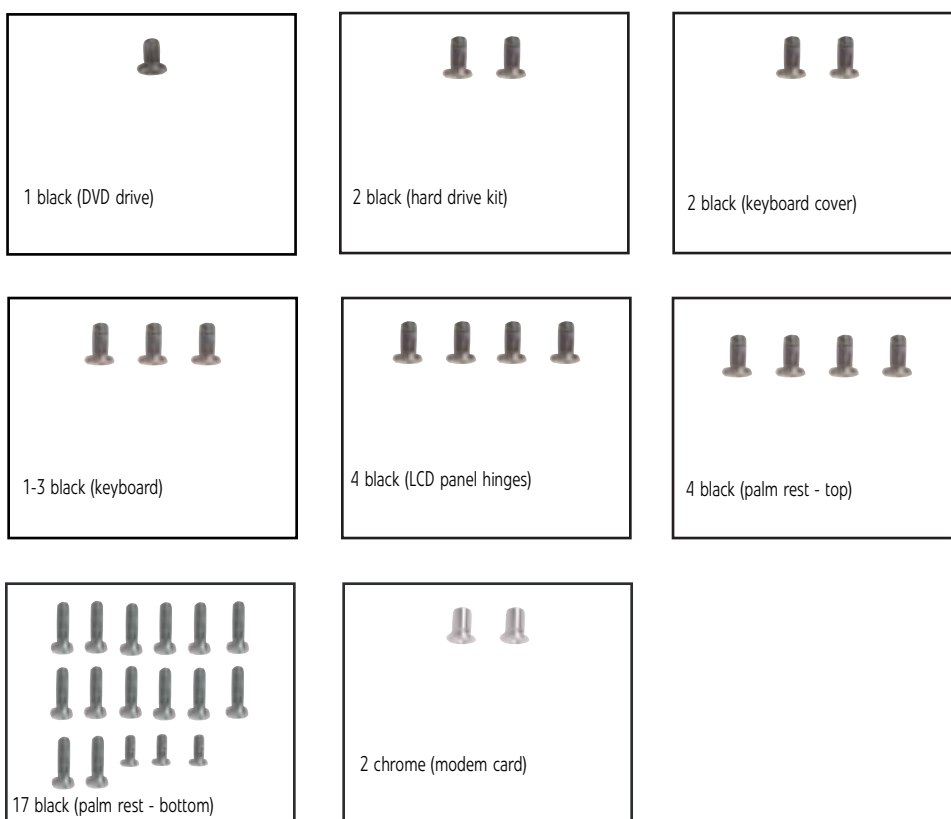 1 black (DVD drive)
2 black (hard drive kit)
2 black (keyboard cover)
1-3 black (keyboard)
4 black (LCD panel hinges)
4 black (palm rest - top)
17 black (palm rest - bottom)
2 chrome (modem card)